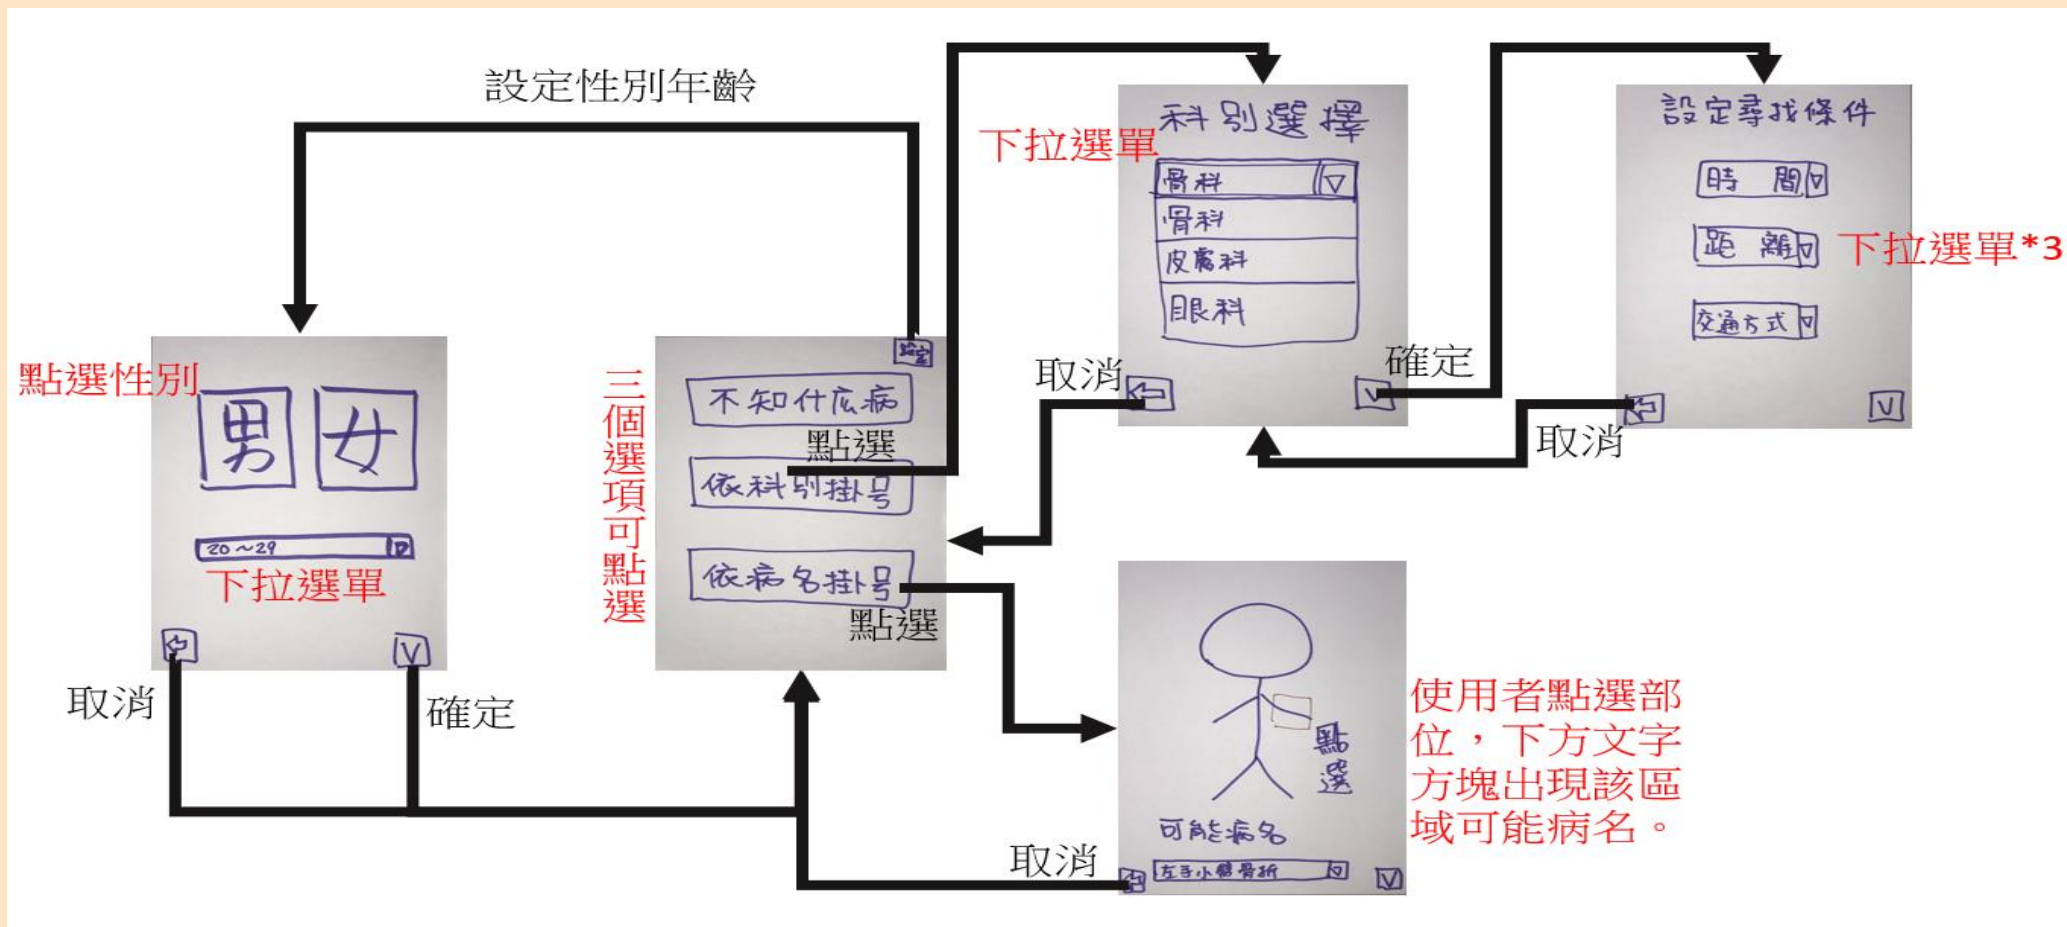 設定性別年齡
點選性別
男 女
20~29
下拉選單
取消
確定
三個選項可點選
設定
不知什庅病
點選
依科別掛号
依病名掛号
點選
下拉選單
科別選擇
骨科
骨科
皮膚科
眼科
取消
確定
設定尋找條件
時間
距離
交通方式
下拉選單*3
取消
點選
可能病名
左手小臂骨折
取消
使用者點選部
位，下方文字
方塊出現該區
域可能病名。